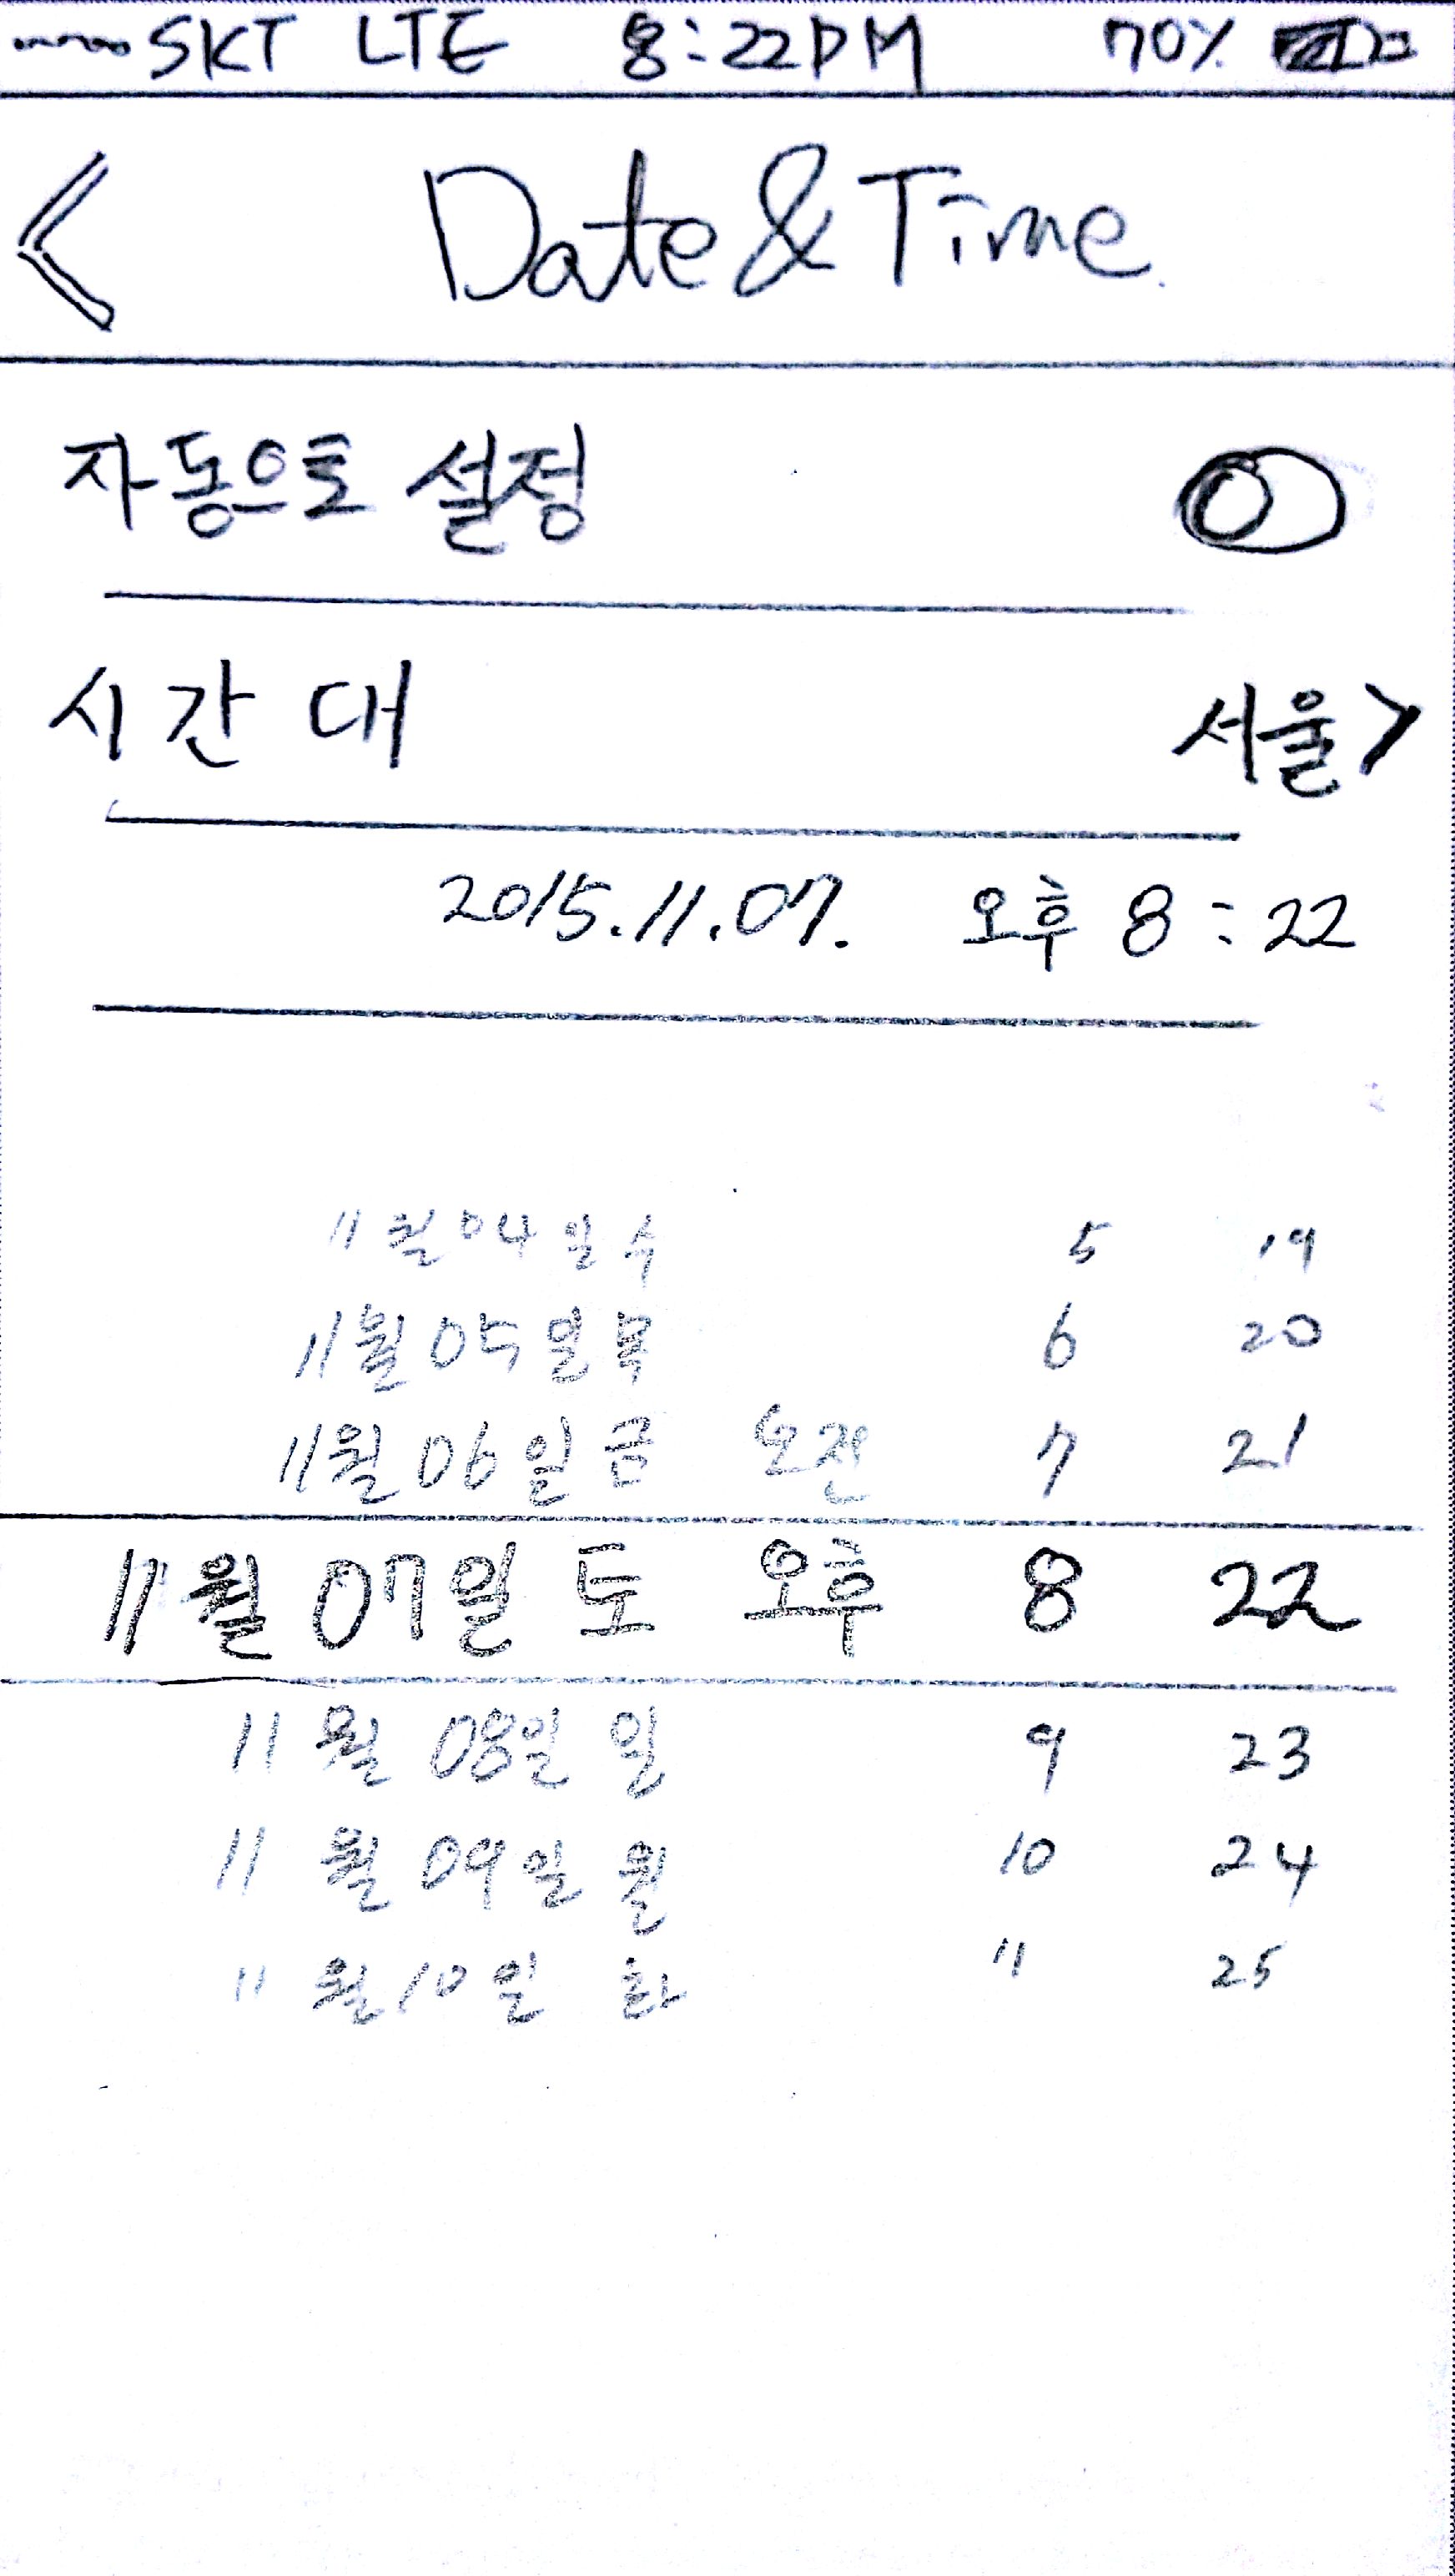 SKT LTE 8:22PM 70%
< Date & Time
자동으로 설정
시간대 서울 >
2015.11.07. 오후 8:22
11월 04일 수 5 19
11월 05일 목 6 20
11월 06일 금 오전 7 21
11월 07일 토 오후 8 22
11월 08일 일 9 23
11월 09일 월 10 24
11월 10일 화 11 25